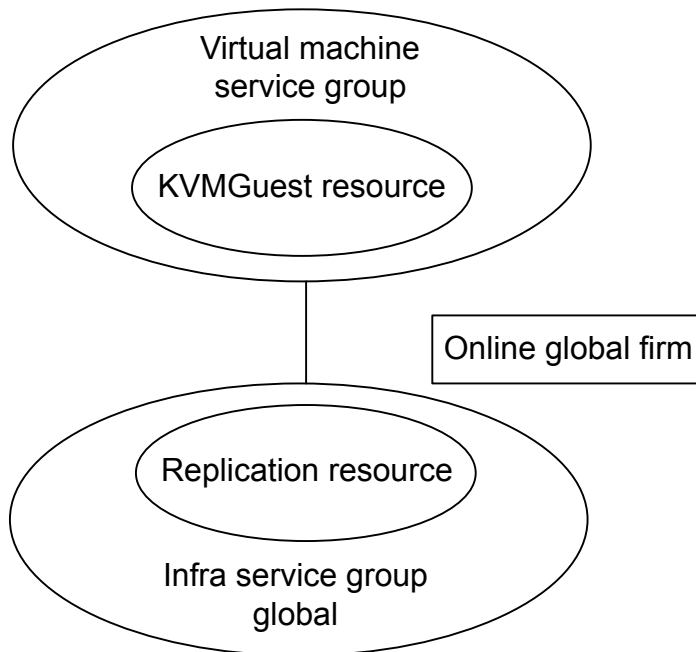 Virtual machine
service group
KVMGuest resource
Online global firm
Replication resource
Infra service group
global